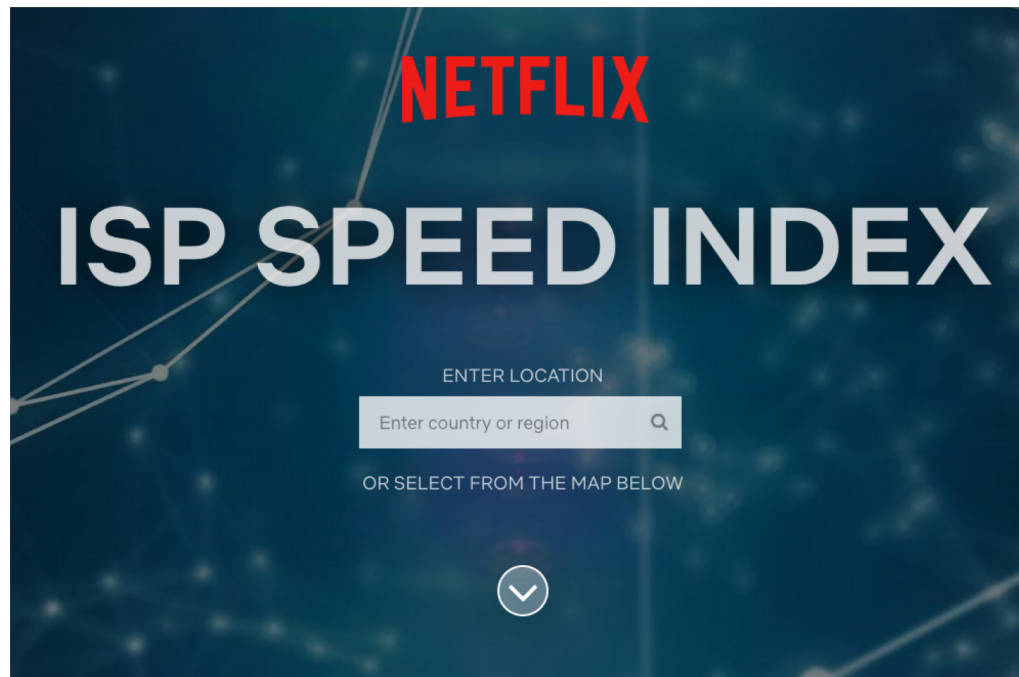 NETFLIX
ISP SPEED INDEX
ENTER LOCATION
Enter country or region
OR SELECT FROM THE MAP BELOW